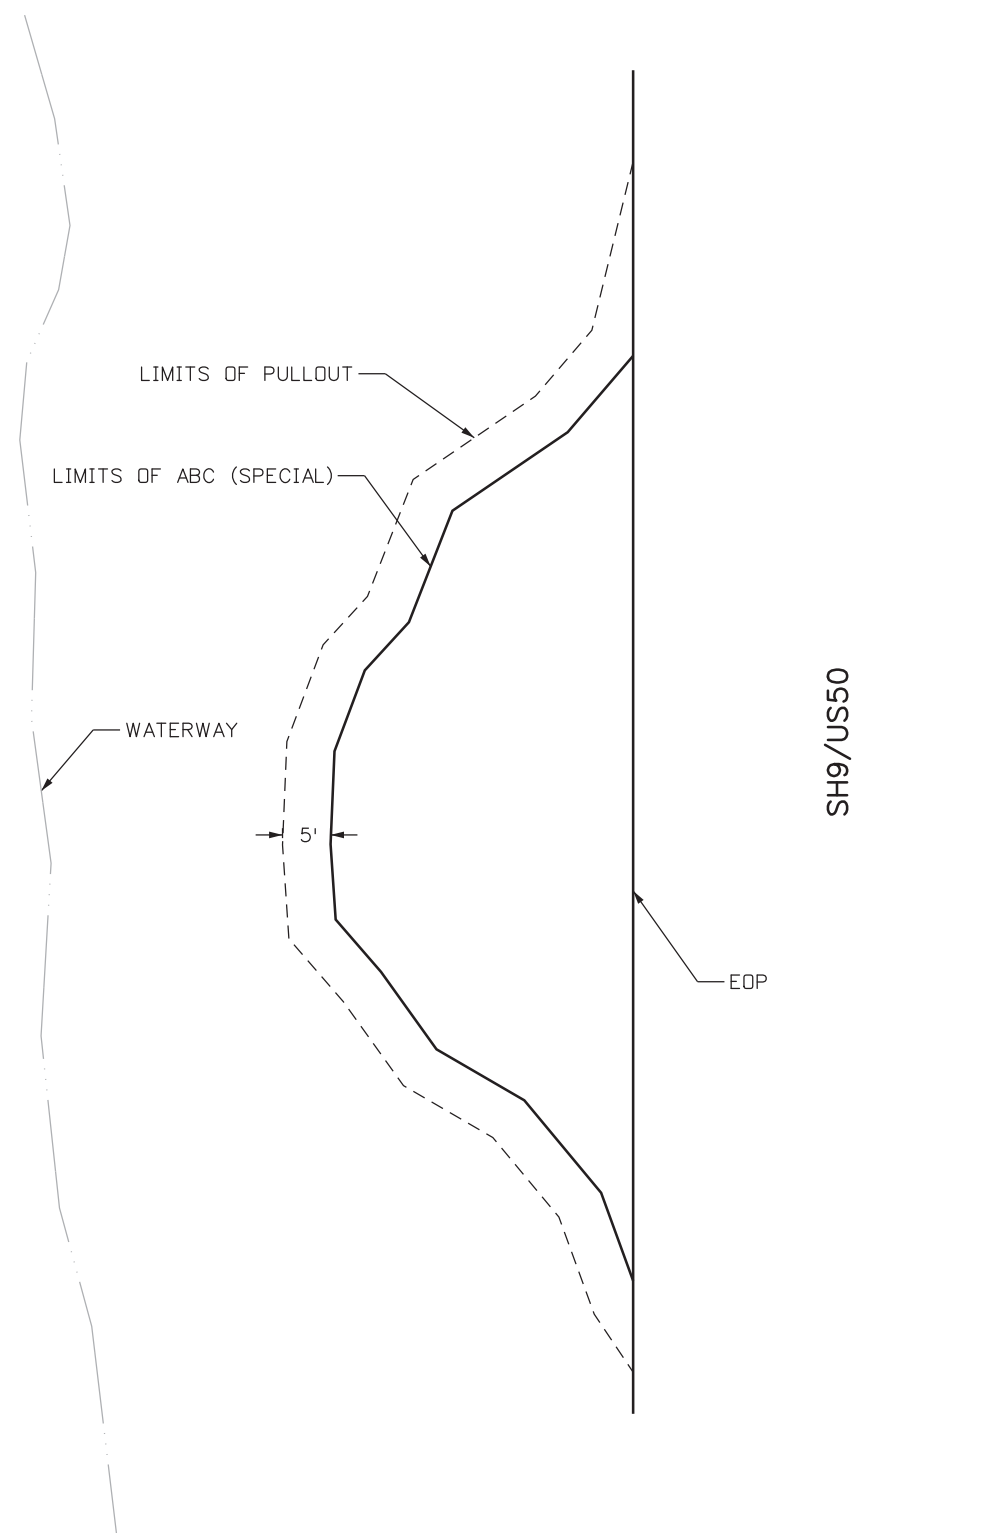 LIMITS OF PULLOUT
LIMITS OF ABC (SPECIAL)
SH9/US50
WATERWAY
5'
EOP